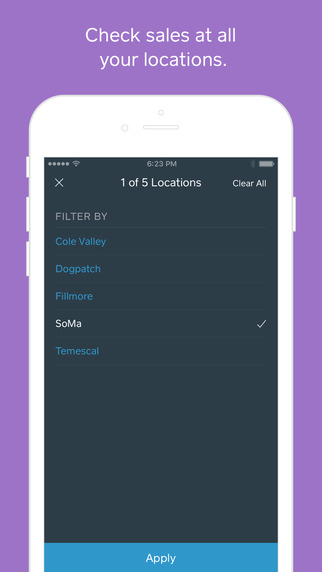 Check sales at all
your locations.
6:23 PM
1 of 5 Locations
Clear All
FILTER BY
Cole Valley
Dogpatch
Fillmore
SoMa
Temescal
Apply